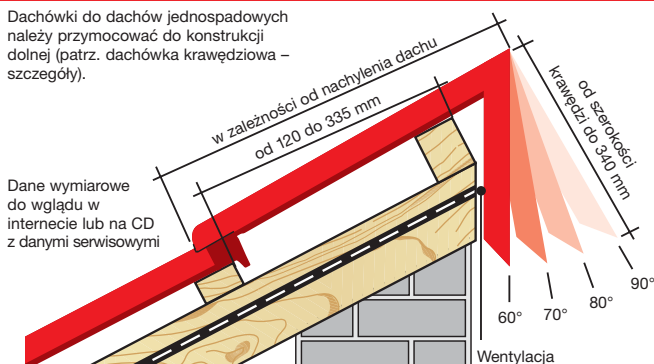 Dachówki do dachów jednospadowych
należy przymocować do konstrukcji
dolnej (patrz. dachówka krawędziowa –
szczegóły).
w zależności od nachylenia dachu
od 120 do 335 mm
od szerokości
krawędzi do 340 mm
Dane wymiarowe
do wglądu w
internecie lub na CD
z danymi serwisowymi
60°
70°
80°
90°
Wentylacja